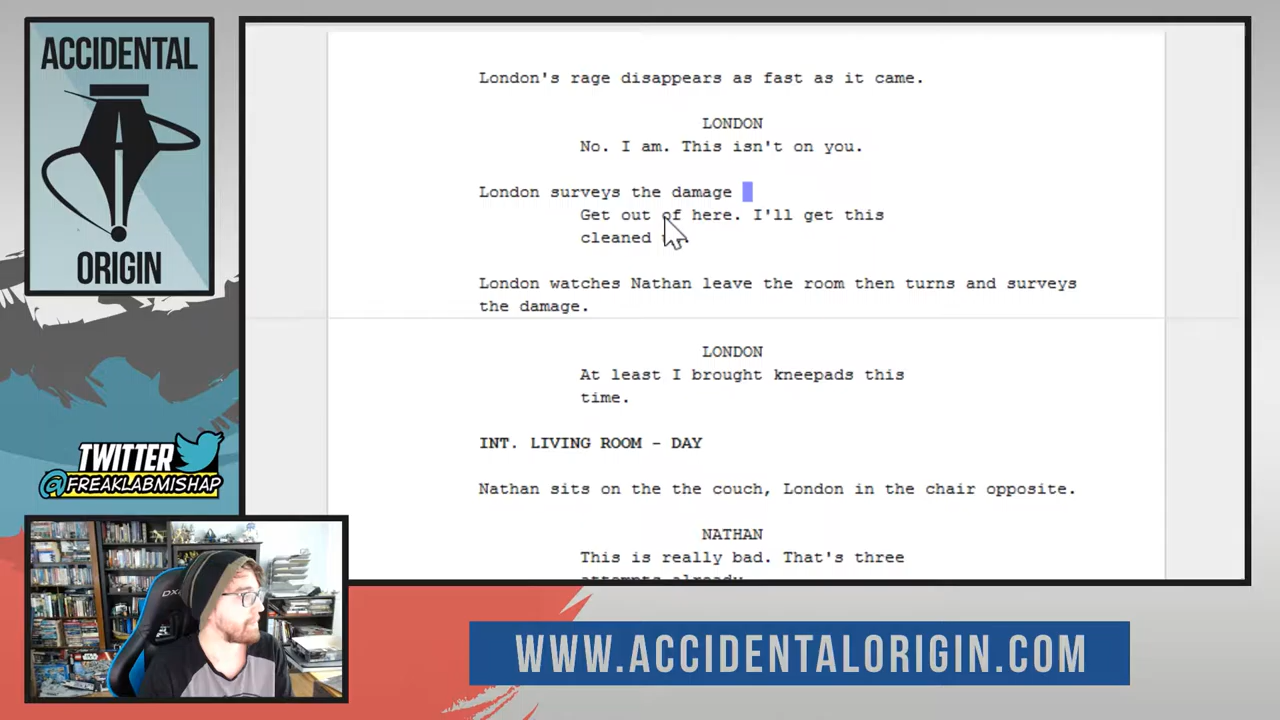 ACCIDENTAL
ORIGIN
London's rage disappears as fast as it came.
LONDON
No. I am. This isn't on you.
London surveys the damage
Get out of here. I'll get this
cleaned
London watches Nathan leave the room then turns and surveys
the damage.
LONDON
At least I brought kneepads this
time.
INT. LIVING ROOM - DAY
Nathan sits on the the couch, London in the chair opposite.
NATHAN
This is really bad. That's three
attempts already
TWITTER
@FREAKLABMISHAP
WWW.ACCIDENTALORIGIN.COM